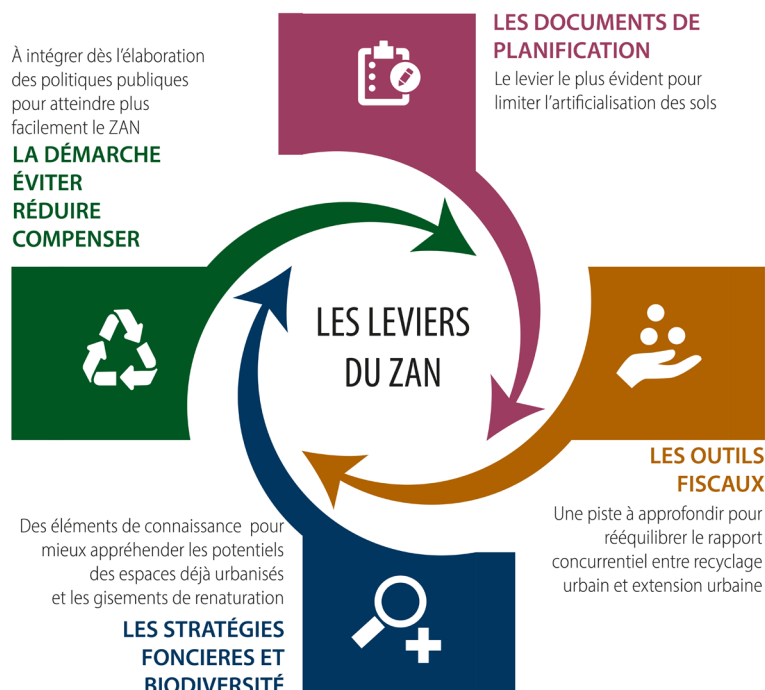 À intégrer dès l'élaboration
des politiques publiques
pour atteindre plus
facilement le ZAN
LA DÉMARCHE
ÉVITER
RÉDUIRE
COMPENSER
LES DOCUMENTS DE
PLANIFICATION
Le levier le plus évident pour
limiter l'artificialisation des sols
LES LEVIERS
DU ZAN
LES OUTILS
FISCAUX
Une piste à approfondir pour
rééquilibrer le rapport
concurrentiel entre recyclage
urbain et extension urbaine
Des éléments de connaissance pour
mieux appréhender les potentiels
des espaces déjà urbanisés
et les gisements de renaturation
LES STRATÉGIES
FONCIERES ET
BIODIVERSITÉ